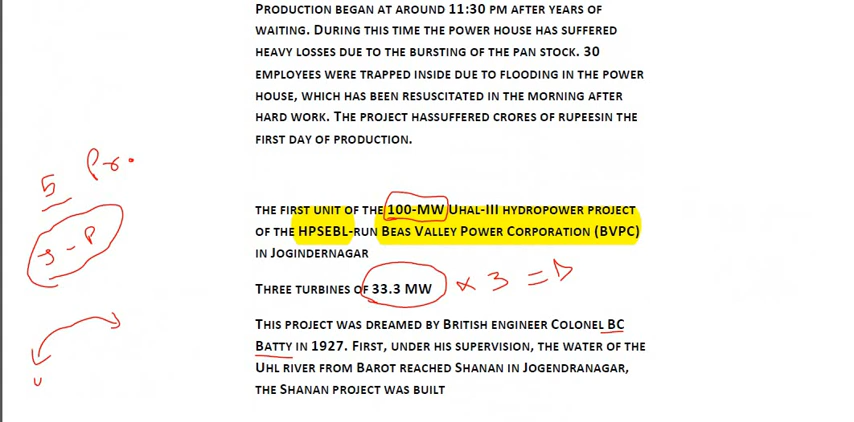 PRODUCTION BEGAN AT AROUND 11:30 PM AFTER YEARS OF
WAITING. DURING THIS TIME THE POWER HOUSE HAS SUFFERED
HEAVY LOSSES DUE TO THE BURSTING OF THE PAN STOCK. 30
EMPLOYEES WERE TRAPPED INSIDE DUE TO FLOODING IN THE POWER
HOUSE, WHICH HAS BEEN RESUSCITATED IN THE MORNING AFTER
HARD WORK. THE PROJECT HASSUFFERED CRORES OF RUPEESIN THE
FIRST DAY OF PRODUCTION.
5 Pr.
THE FIRST UNIT OF THE 100-MW UHAL-III HYDROPOWER PROJECT
OF THE HPSEBL-RUN BEAS VALLEY POWER CORPORATION (BVPC)
IN JOGINDERNAGAR
THREE TURBINES OF 33.3 MW × 3 =
THIS PROJECT WAS DREAMED BY BRITISH ENGINEER COLONEL BC
BATTY IN 1927. FIRST, UNDER HIS SUPERVISION, THE WATER OF THE
UHL RIVER FROM BAROT REACHED SHANAN IN JOGENDRANAGAR,
THE SHANAN PROJECT WAS BUILT